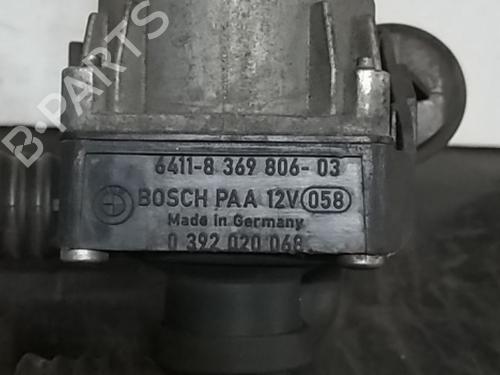 B-PARTS
6411-8 369 806-03
BOSCH PAA 12V 058
Made in Germany
0 392 020 068